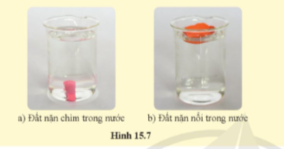 a) Đất nặn chìm trong nước
b) Đất nặn nổi trong nước
Hình 15.7